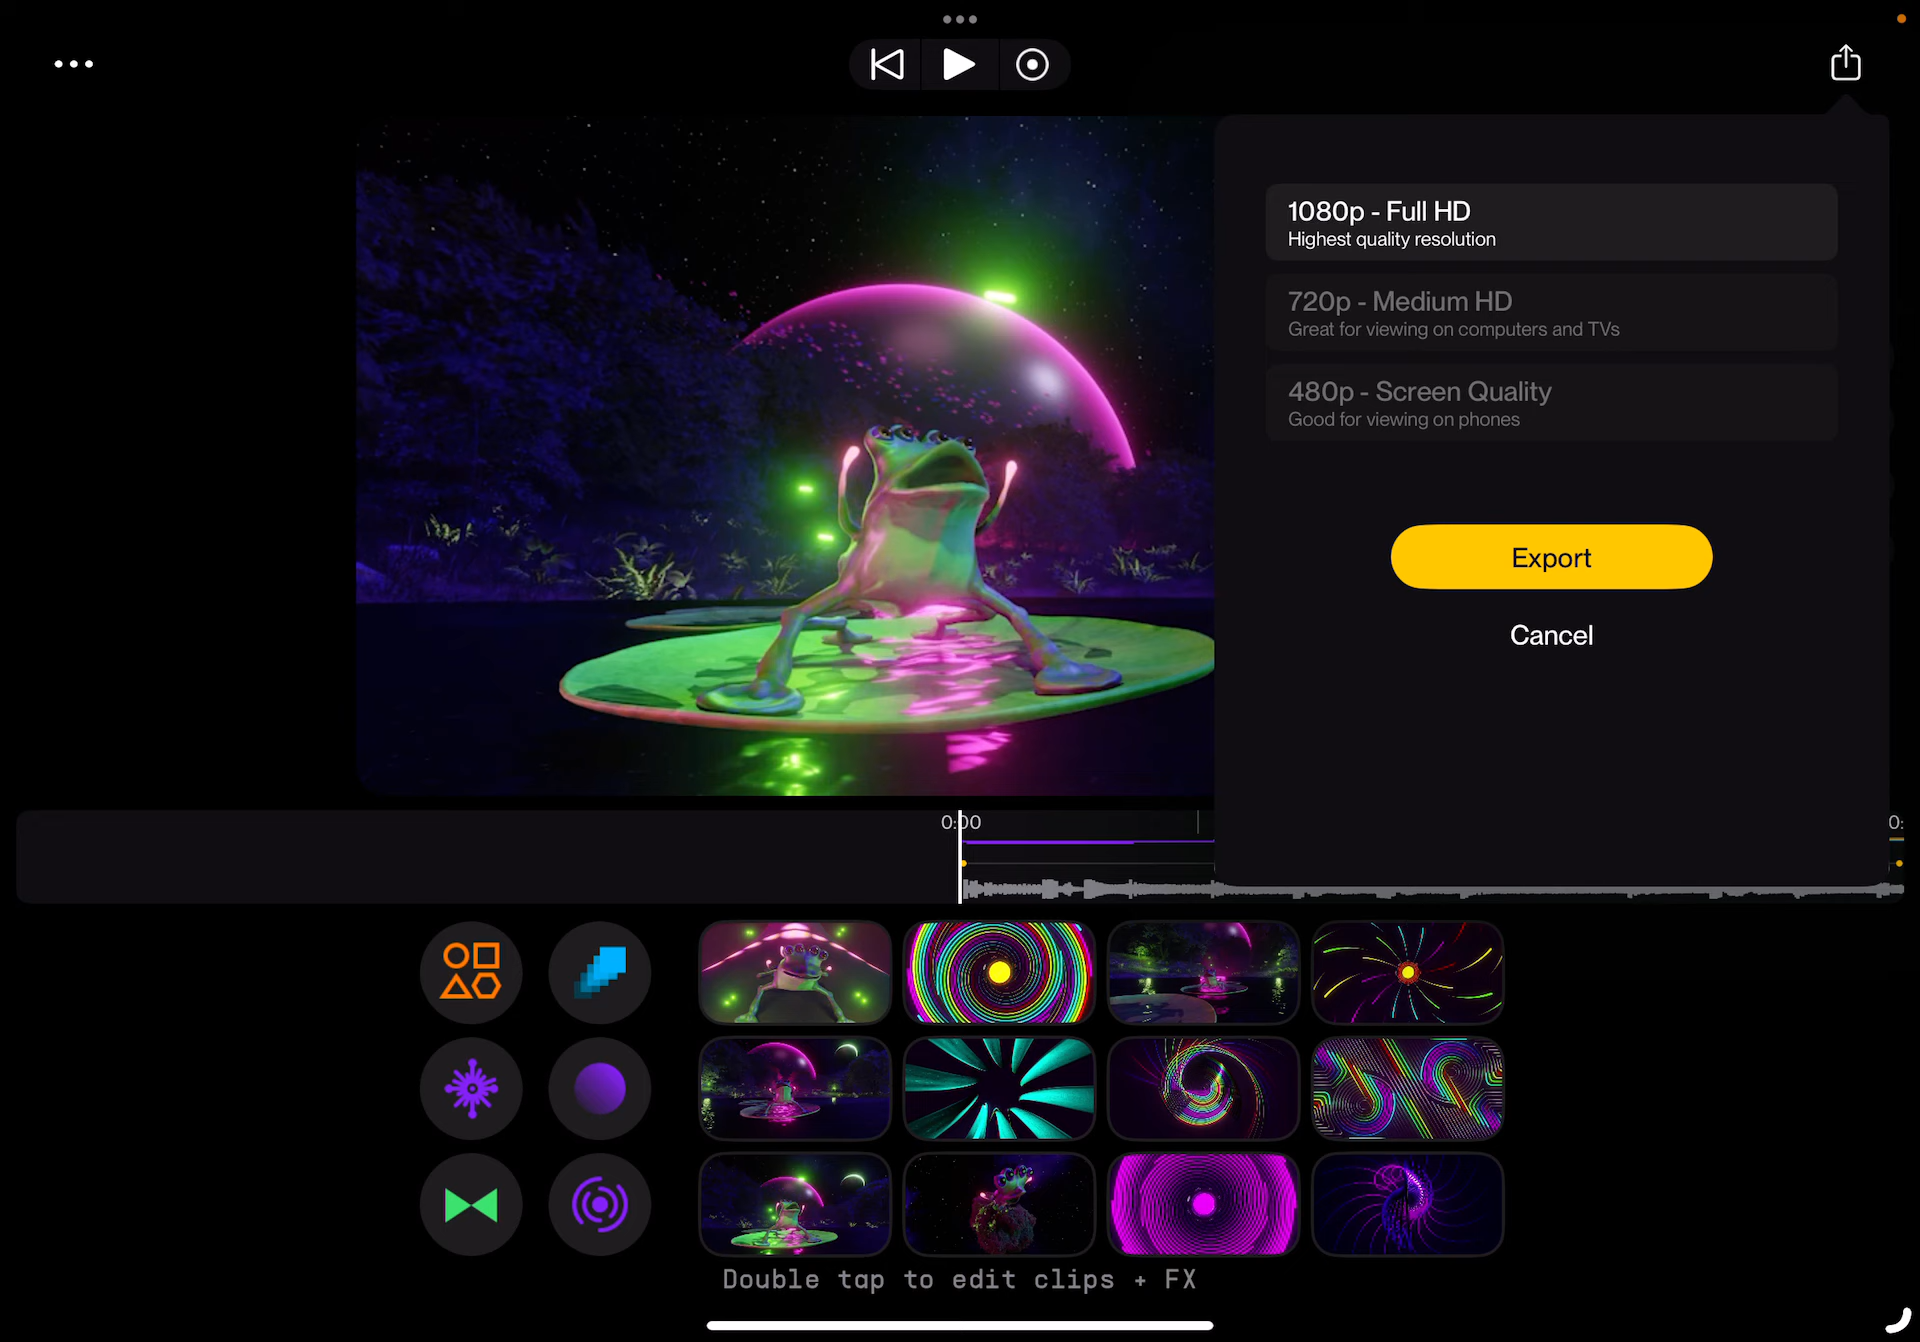 1080p - Full HD
Highest quality resolution
720p - Medium HD
Great for viewing on computers and TVs
480p - Screen Quality
Good for viewing on phones
Export
Cancel
0:00
0:
Double tap to edit clips + FX